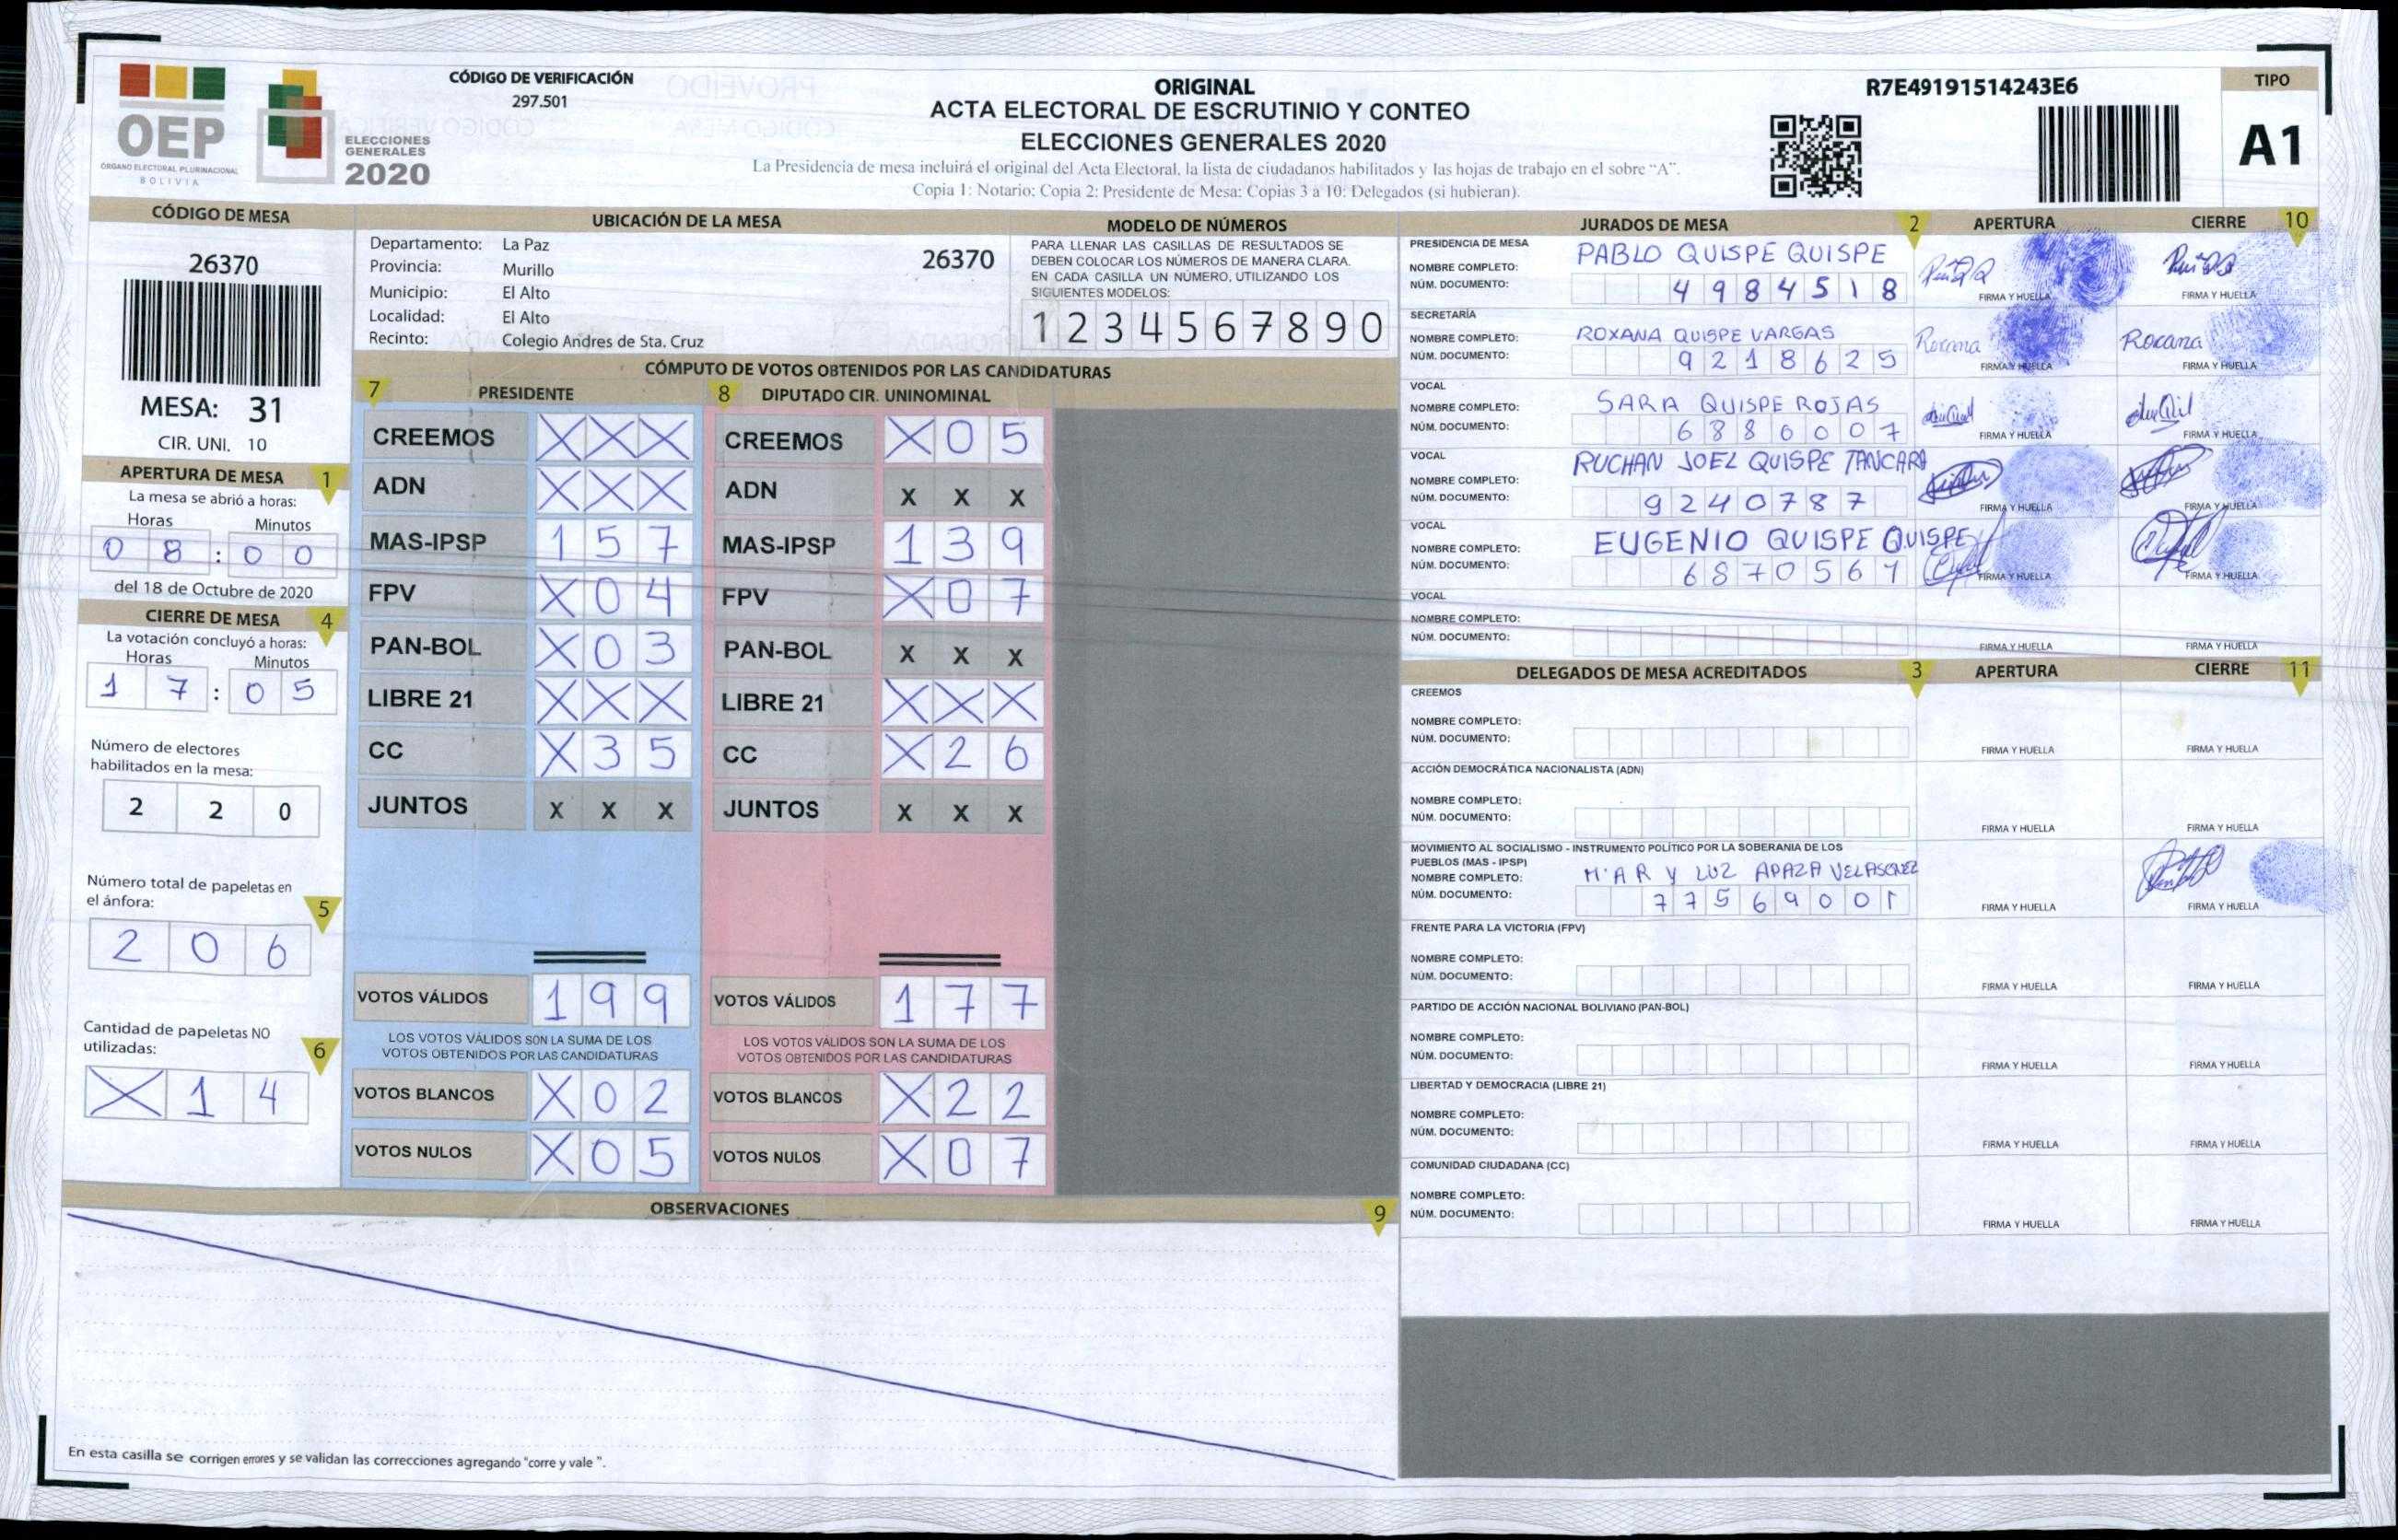 OEP
ÓRGANO ELECTORAL PLURINACIONAL
BOLIVIA
ELECCIONES
GENERALES
2020
CÓDIGO DE VERIFICACIÓN
297.501
ORIGINAL
ACTA ELECTORAL DE ESCRUTINIO Y CONTEO
ELECCIONES GENERALES 2020
La Presidencia de mesa incluirá el original del Acta Electoral, la lista de ciudadanos habilitados y las hojas de trabajo en el sobre "A".
Copia 1: Notario; Copia 2: Presidente de Mesa; Copias 3 a 10: Delegados (si hubieran).
R7E49191514243E6
TIPO
A1
CÓDIGO DE MESA
26370
MESA: 31
CIR. UNI. 10
APERTURA DE MESA 1
La mesa se abrió a horas:
Horas Minutos
0 8 : 0 0
del 18 de Octubre de 2020
CIERRE DE MESA 4
La votación concluyó a horas:
Horas Minutos
1 7 : 0 5
Número de electores
habilitados en la mesa:
2 2 0
Número total de papeletas en
el ánfora: 5
2 0 6
Cantidad de papeletas NO
utilizadas: 6
X 1 4
UBICACIÓN DE LA MESA
Departamento: La Paz
Provincia: Murillo
Municipio: El Alto
Localidad: El Alto
Recinto: Colegio Andres de Sta. Cruz
26370
MODELO DE NÚMEROS
PARA LLENAR LAS CASILLAS DE RESULTADOS SE
DEBEN COLOCAR LOS NÚMEROS DE MANERA CLARA.
EN CADA CASILLA UN NÚMERO, UTILIZANDO LOS
SIGUIENTES MODELOS:
1 2 3 4 5 6 7 8 9 0
CÓMPUTO DE VOTOS OBTENIDOS POR LAS CANDIDATURAS
7 PRESIDENTE
CREEMOS X X X
ADN X X X
MAS-IPSP 1 5 7
FPV X 0 4
PAN-BOL X 0 3
LIBRE 21 X X X
CC X 3 5
JUNTOS X X X
VOTOS VÁLIDOS 1 9 9
LOS VOTOS VÁLIDOS SON LA SUMA DE LOS
VOTOS OBTENIDOS POR LAS CANDIDATURAS
VOTOS BLANCOS X 0 2
VOTOS NULOS X 0 5
8 DIPUTADO CIR. UNINOMINAL
CREEMOS X 0 5
ADN X X X
MAS-IPSP 1 3 9
FPV X 0 7
PAN-BOL X X X
LIBRE 21 X X X
CC X 2 6
JUNTOS X X X
VOTOS VÁLIDOS 1 7 7
LOS VOTOS VÁLIDOS SON LA SUMA DE LOS
VOTOS OBTENIDOS POR LAS CANDIDATURAS
VOTOS BLANCOS X 2 2
VOTOS NULOS X 0 7
OBSERVACIONES 9
En esta casilla se corrigen errores y se validan las correcciones agregando "corre y vale ".
JURADOS DE MESA 2 APERTURA CIERRE 10
PRESIDENCIA DE MESA
NOMBRE COMPLETO: PABLO QUISPE QUISPE
NÚM. DOCUMENTO: 4 9 8 4 5 1 8
FIRMA Y HUELLA FIRMA Y HUELLA
SECRETARÍA
NOMBRE COMPLETO: ROXANA QUISPE VARGAS
NÚM. DOCUMENTO: 9 2 1 8 6 2 5
Roxana Roxana
FIRMA Y HUELLA FIRMA Y HUELLA
VOCAL
NOMBRE COMPLETO: SARA QUISPE ROJAS
NÚM. DOCUMENTO: 6 8 8 0 0 0 7
FIRMA Y HUELLA FIRMA Y HUELLA
VOCAL
NOMBRE COMPLETO: RUCHAN JOEL QUISPE TANCARA
NÚM. DOCUMENTO: 9 2 4 0 7 8 7
FIRMA Y HUELLA FIRMA Y HUELLA
VOCAL
NOMBRE COMPLETO: EUGENIO QUISPE QUISPE
NÚM. DOCUMENTO: 6 8 7 0 5 6 1
FIRMA Y HUELLA FIRMA Y HUELLA
VOCAL
NOMBRE COMPLETO:
NÚM. DOCUMENTO:
FIRMA Y HUELLA FIRMA Y HUELLA
DELEGADOS DE MESA ACREDITADOS 3 APERTURA CIERRE 11
CREEMOS
NOMBRE COMPLETO:
NÚM. DOCUMENTO:
FIRMA Y HUELLA FIRMA Y HUELLA
ACCIÓN DEMOCRÁTICA NACIONALISTA (ADN)
NOMBRE COMPLETO:
NÚM. DOCUMENTO:
FIRMA Y HUELLA FIRMA Y HUELLA
MOVIMIENTO AL SOCIALISMO - INSTRUMENTO POLÍTICO POR LA SOBERANIA DE LOS
PUEBLOS (MAS - IPSP)
NOMBRE COMPLETO: MARY LUZ APAZA VELASQUEZ
NÚM. DOCUMENTO: 7 7 5 6 9 0 0 1
FIRMA Y HUELLA FIRMA Y HUELLA
FRENTE PARA LA VICTORIA (FPV)
NOMBRE COMPLETO:
NÚM. DOCUMENTO:
FIRMA Y HUELLA FIRMA Y HUELLA
PARTIDO DE ACCIÓN NACIONAL BOLIVIANO (PAN-BOL)
NOMBRE COMPLETO:
NÚM. DOCUMENTO:
FIRMA Y HUELLA FIRMA Y HUELLA
LIBERTAD Y DEMOCRACIA (LIBRE 21)
NOMBRE COMPLETO:
NÚM. DOCUMENTO:
FIRMA Y HUELLA FIRMA Y HUELLA
COMUNIDAD CIUDADANA (CC)
NOMBRE COMPLETO:
NÚM. DOCUMENTO:
FIRMA Y HUELLA FIRMA Y HUELLA